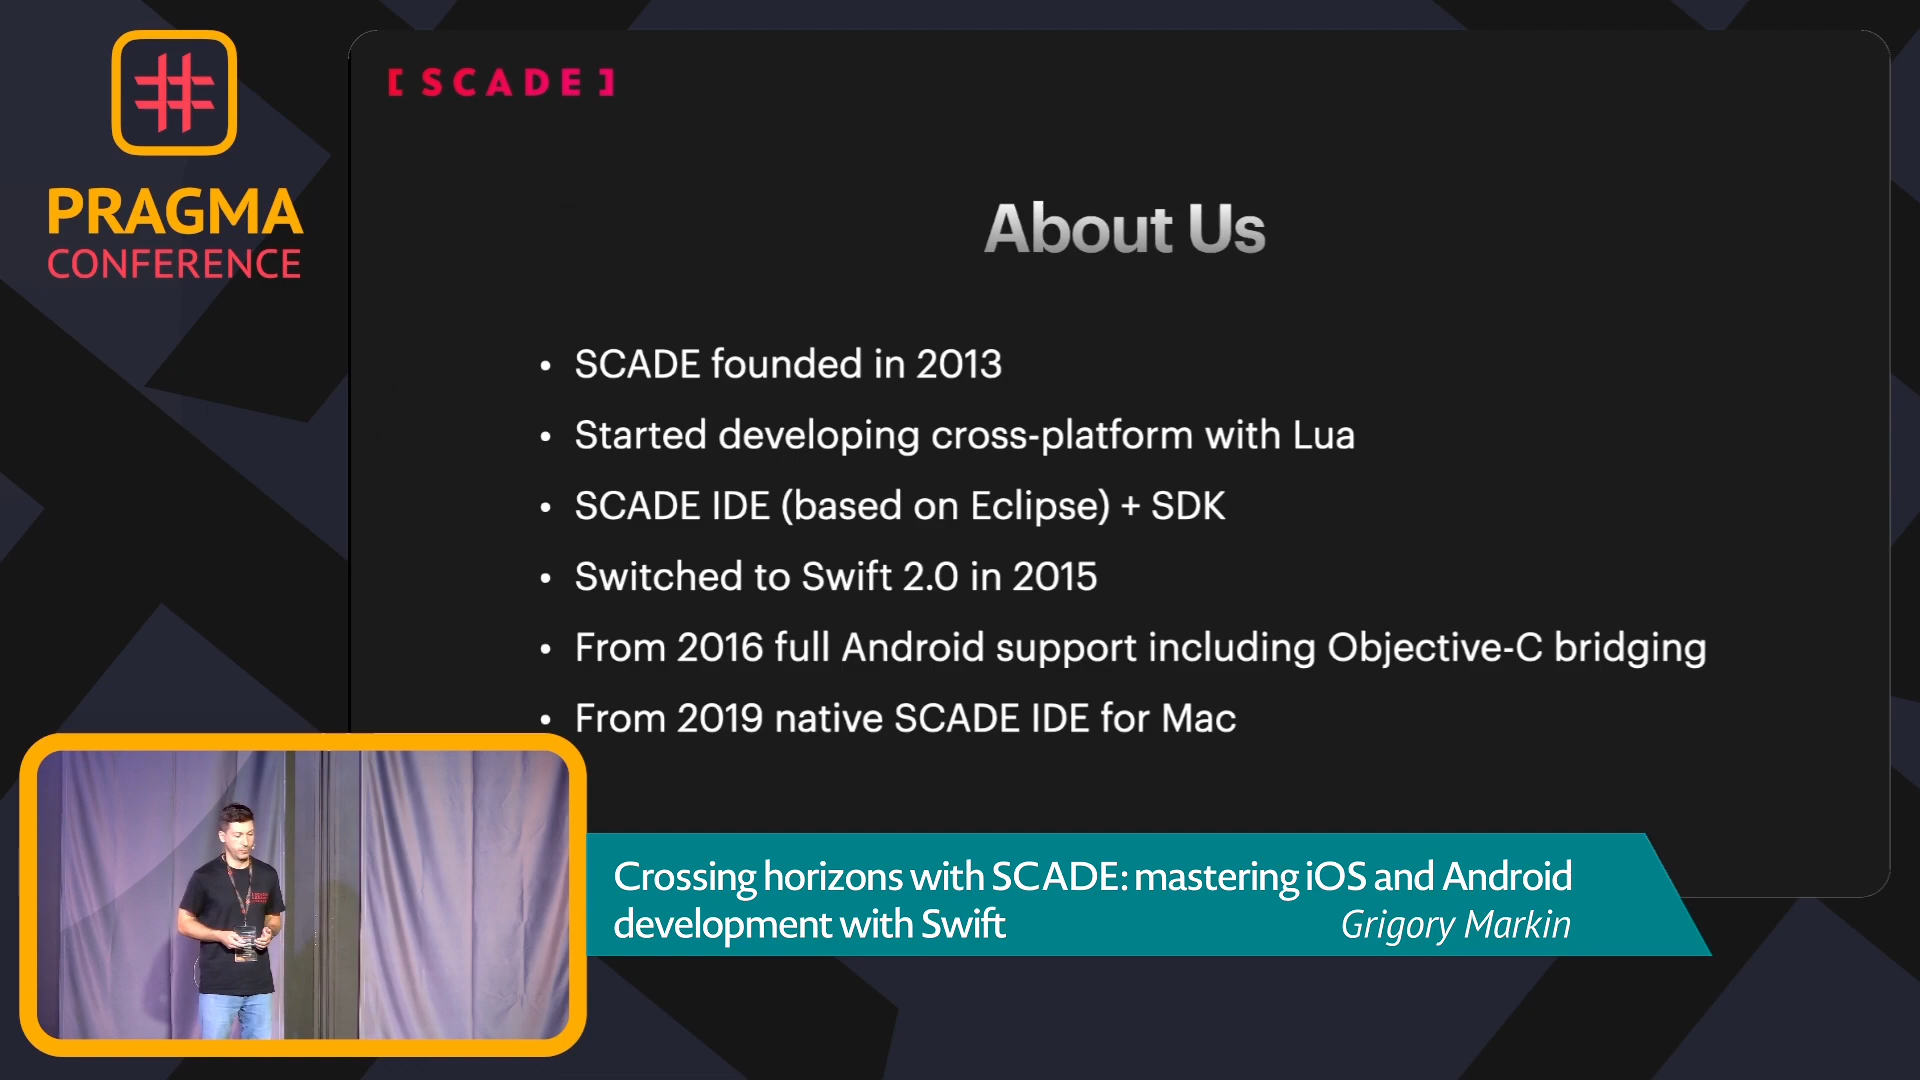 PRAGMA
CONFERENCE
[SCADE]
About Us
• SCADE founded in 2013
• Started developing cross-platform with Lua
• SCADE IDE (based on Eclipse) + SDK
• Switched to Swift 2.0 in 2015
• From 2016 full Android support including Objective-C bridging
• From 2019 native SCADE IDE for Mac
Crossing horizons with SCADE: mastering iOS and Android
development with Swift
Grigory Markin